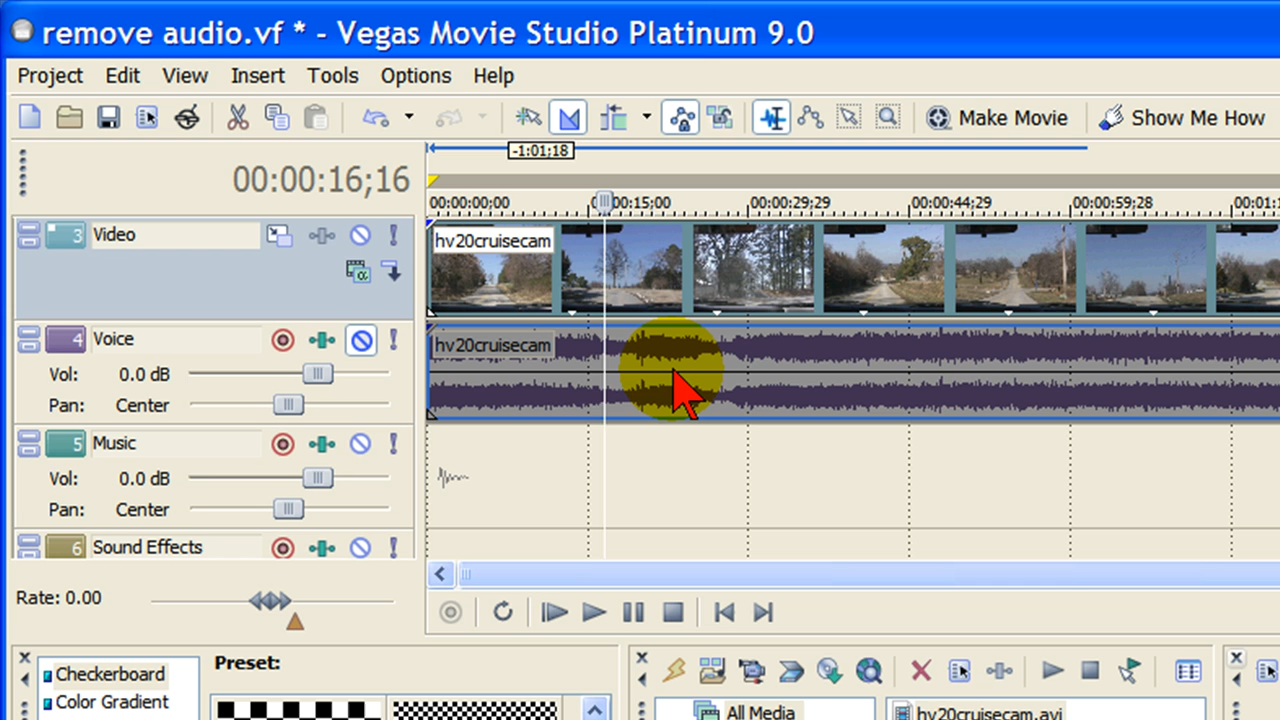 remove audio.vf * - Vegas Movie Studio Platinum 9.0
Project Edit View Insert Tools Options Help
Make Movie Show Me How
-1:01;18
00:00:16;16
00:00:00;00 00:00:15:00 00:00:29;29 00:00:44;29 00:00:59;28 00:01:1
3 Video
hv20cruisecam
4 Voice
hv20cruisecam
Vol: 0.0 dB
Pan: Center
5 Music
Vol: 0.0 dB
Pan: Center
6 Sound Effects
Rate: 0.00
Preset:
Checkerboard
Color Gradient
All Media
hv20cruisecam.avi